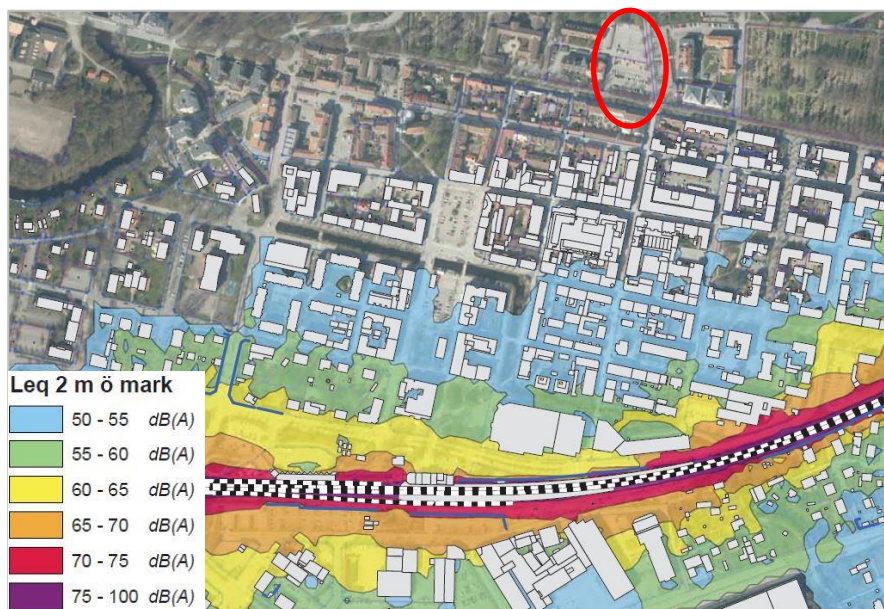 Leq 2 m ö mark
50 - 55 dB(A)
55 - 60 dB(A)
60 - 65 dB(A)
65 - 70 dB(A)
70 - 75 dB(A)
75 - 100 dB(A)